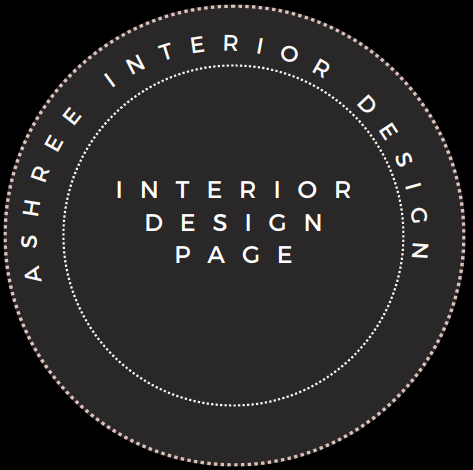 ASHREE INTERIOR DESIGN
INTERIOR
DESIGN
PAGE